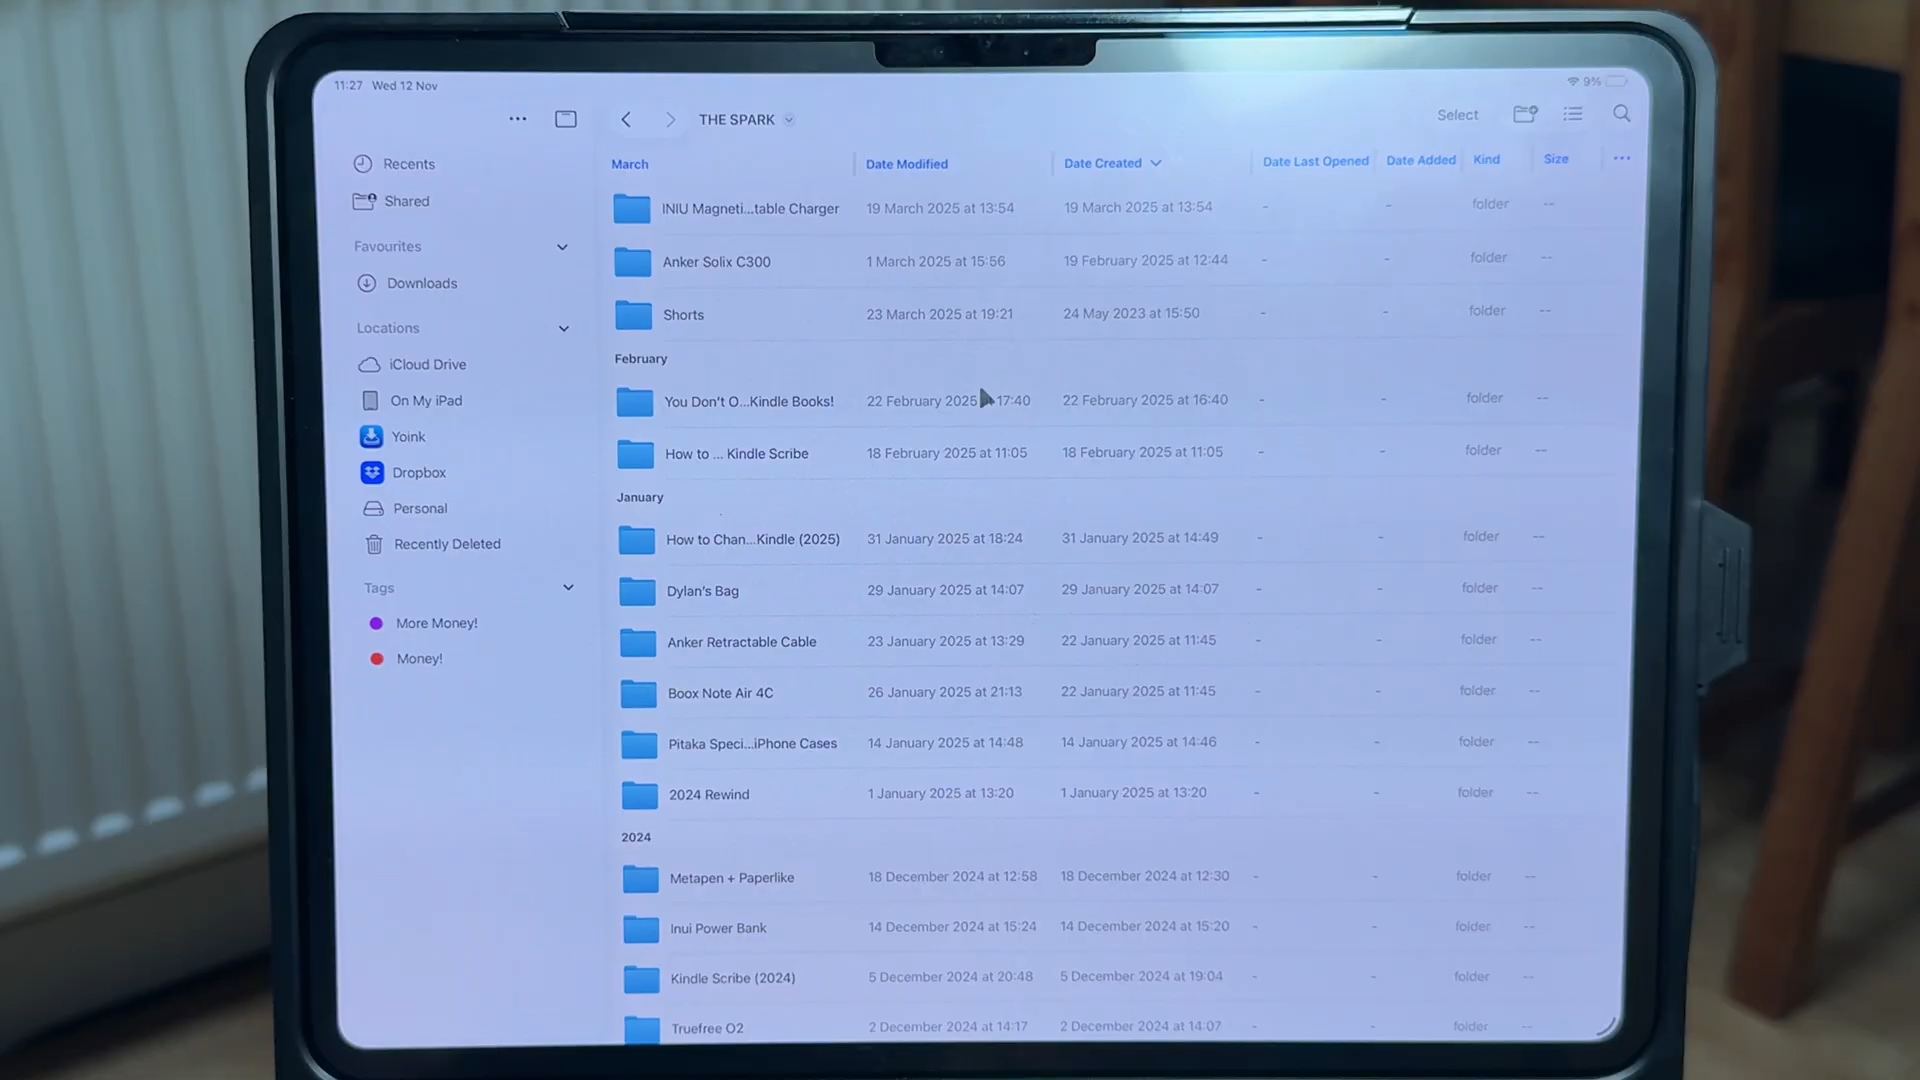 11:27 Wed 12 Nov
9%
THE SPARK
Select
Recents
Shared
Favourites
Downloads
Locations
iCloud Drive
On My iPad
Yoink
Dropbox
Personal
Recently Deleted
Tags
More Money!
Money!
March Date Modified Date Created Date Last Opened Date Added Kind Size
INIU Magneti...table Charger 19 March 2025 at 13:54 19 March 2025 at 13:54 - - folder --
Anker Solix C300 1 March 2025 at 15:56 19 February 2025 at 12:44 - - folder --
Shorts 23 March 2025 at 19:21 24 May 2023 at 15:50 - - folder --
February
You Don't O...Kindle Books! 22 February 2025 17:40 22 February 2025 at 16:40 - - folder --
How to ... Kindle Scribe 18 February 2025 at 11:05 18 February 2025 at 11:05 - - folder --
January
How to Chan...Kindle (2025) 31 January 2025 at 18:24 31 January 2025 at 14:49 - - folder --
Dylan's Bag 29 January 2025 at 14:07 29 January 2025 at 14:07 - - folder --
Anker Retractable Cable 23 January 2025 at 13:29 22 January 2025 at 11:45 - - folder --
Boox Note Air 4C 26 January 2025 at 21:13 22 January 2025 at 11:45 - - folder --
Pitaka Speci...iPhone Cases 14 January 2025 at 14:48 14 January 2025 at 14:46 - - folder --
2024 Rewind 1 January 2025 at 13:20 1 January 2025 at 13:20 - - folder --
2024
Metapen + Paperlike 18 December 2024 at 12:58 18 December 2024 at 12:30 - - folder --
Inui Power Bank 14 December 2024 at 15:24 14 December 2024 at 15:20 - - folder --
Kindle Scribe (2024) 5 December 2024 at 20:48 5 December 2024 at 19:04 - - folder --
Truefree O2 2 December 2024 at 14:17 2 December 2024 at 14:07 - - folder --